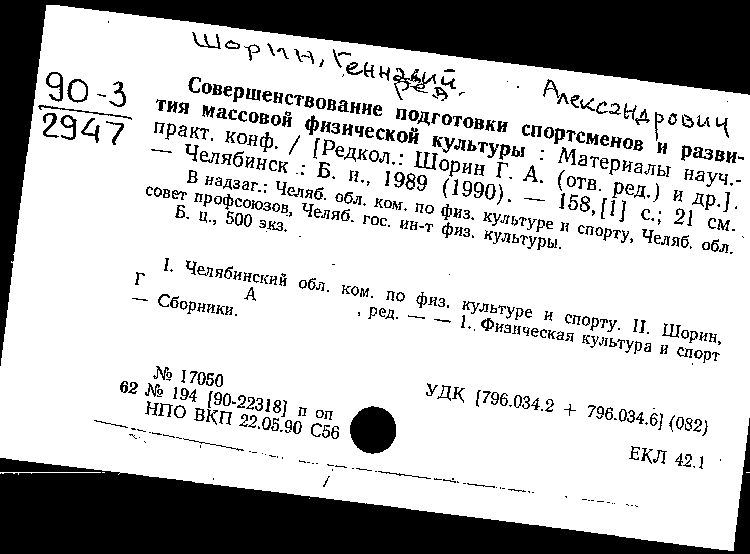 Шорин, Геннадий Александрович
ред.
90-3
2947
Совершенствование подготовки спортсменов и разви-
тия массовой физической культуры : Материалы науч.-
практ. конф. / [Редкол.: Шорин Г. А. (отв. ред.) и др.].
— Челябинск : Б. и., 1989 (1990). — 158,[1] с.; 21 см.
В надзаг.: Челяб. обл. ком. по физ. культуре и спорту, Челяб. обл.
совет профсоюзов, Челяб. гос. ин-т физ. культуры.
Б. ц., 500 экз.
I. Челябинский обл. ком. по физ. культуре и спорту. II. Шорин,
Г А , ред. — — 1. Физическая культура и спорт
— Сборники.
№ 17050
62 № 194 [90-22318] п оп
НПО ВКП 22.05.90 С56
УДК [796.034.2 + 796.034.6] (082)
ЕКЛ 42.1